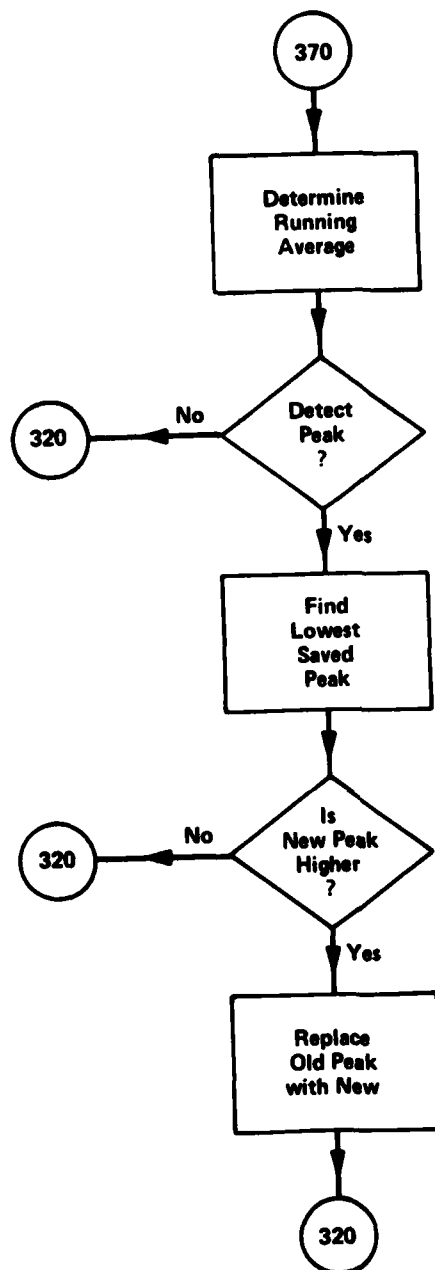 370
Determine
Running
Average
Detect
Peak
?
No
320
Yes
Find
Lowest
Saved
Peak
Is
New Peak
Higher
?
No
320
Yes
Replace
Old Peak
with New
320